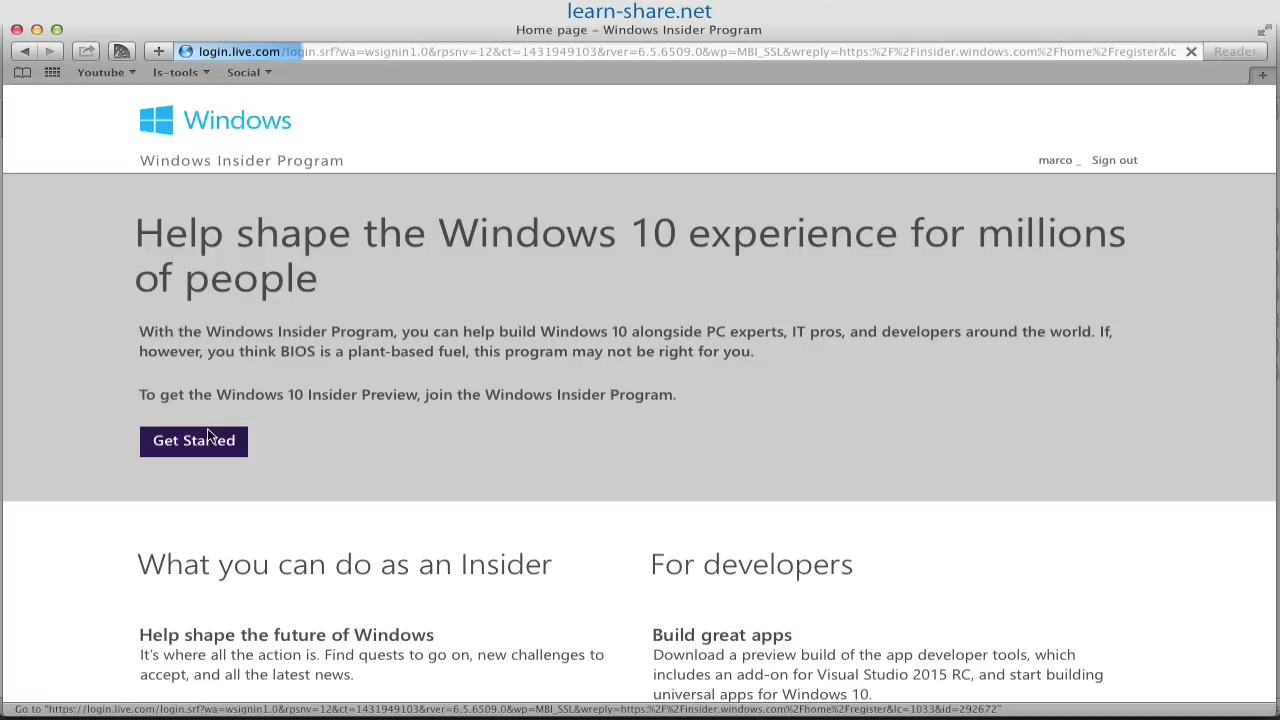 learn-share.net
Home page – Windows Insider Program
login.live.com/login.srf?wa=wsignin1.0&rpsnv=12&ct=1431949103&rver=6.5.6509.0&wp=MBI_SSL&wreply=https:%2F%2Finsider.windows.com%2Fhome%2Fregister&lc
Reader
Youtube Is-tools Social
Windows
Windows Insider Program
marco _ Sign out
Help shape the Windows 10 experience for millions
of people
With the Windows Insider Program, you can help build Windows 10 alongside PC experts, IT pros, and developers around the world. If,
however, you think BIOS is a plant-based fuel, this program may not be right for you.
To get the Windows 10 Insider Preview, join the Windows Insider Program.
Get Started
What you can do as an Insider
Help shape the future of Windows
It's where all the action is. Find quests to go on, new challenges to
accept, and all the latest news.
For developers
Build great apps
Download a preview build of the app developer tools, which
includes an add-on for Visual Studio 2015 RC, and start building
universal apps for Windows 10.
Go to "https://login.live.com/login.srf?wa=wsignin1.0&rpsnv=12&ct=1431949103&rver=6.5.6509.0&wp=MBI_SSL&wreply=https:%2F%2Finsider.windows.com%2Fhome%2Fregister&lc=1033&id=292672"